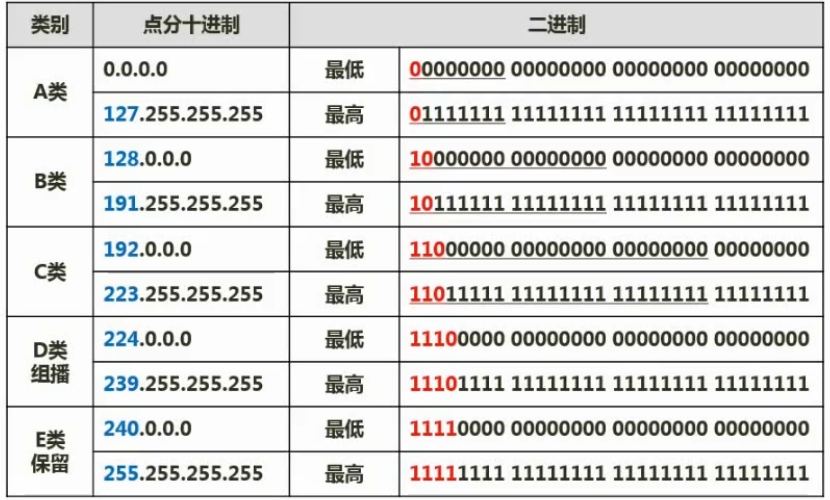 类别 点分十进制 二进制
A类
0.0.0.0 最低 00000000 00000000 00000000 00000000
127.255.255.255 最高 01111111 11111111 11111111 11111111
B类
128.0.0.0 最低 10000000 00000000 00000000 00000000
191.255.255.255 最高 10111111 11111111 11111111 11111111
C类
192.0.0.0 最低 11000000 00000000 00000000 00000000
223.255.255.255 最高 11011111 11111111 11111111 11111111
D类
组播
224.0.0.0 最低 11100000 00000000 00000000 00000000
239.255.255.255 最高 11101111 11111111 11111111 11111111
E类
保留
240.0.0.0 最低 11110000 00000000 00000000 00000000
255.255.255.255 最高 11111111 11111111 11111111 11111111